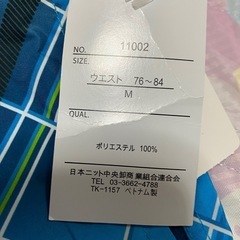 NO. 11002
SIZE.
ウエスト 76～84
M
QUAL.
ポリエステル 100%
日本ニット中央卸商業組合連合会
TEL 03-3662-4788
TK-1157 ベトナム製